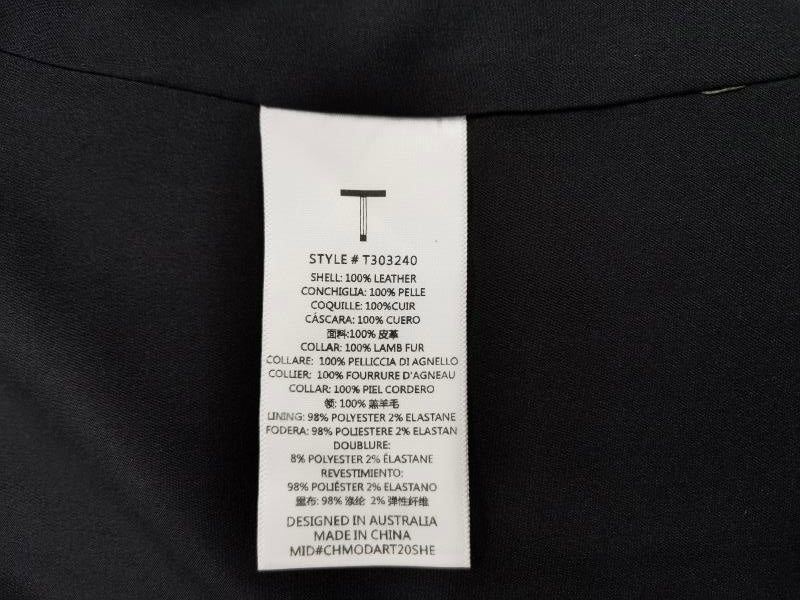 T
STYLE # T303240
SHELL: 100% LEATHER
CONCHIGLIA: 100% PELLE
COQUILLE: 100%CUIR
CÁSCARA: 100% CUERO
面料:100% 皮革
COLLAR: 100% LAMB FUR
COLLARE: 100% PELLICCIA DI AGNELLO
COLLIER: 100% FOURRURE D'AGNEAU
COLLAR: 100% PIEL CORDERO
领: 100% 羔羊毛
LINING: 98% POLYESTER 2% ELASTANE
FODERA: 98% POLIESTERE 2% ELASTAN
DOUBLURE:
8% POLYESTER 2% ÉLASTANE
REVESTIMIENTO:
98% POLIÉSTER 2% ELASTANO
里布: 98% 涤纶 2% 弹性纤维
DESIGNED IN AUSTRALIA
MADE IN CHINA
MID#CHMODART20SHE